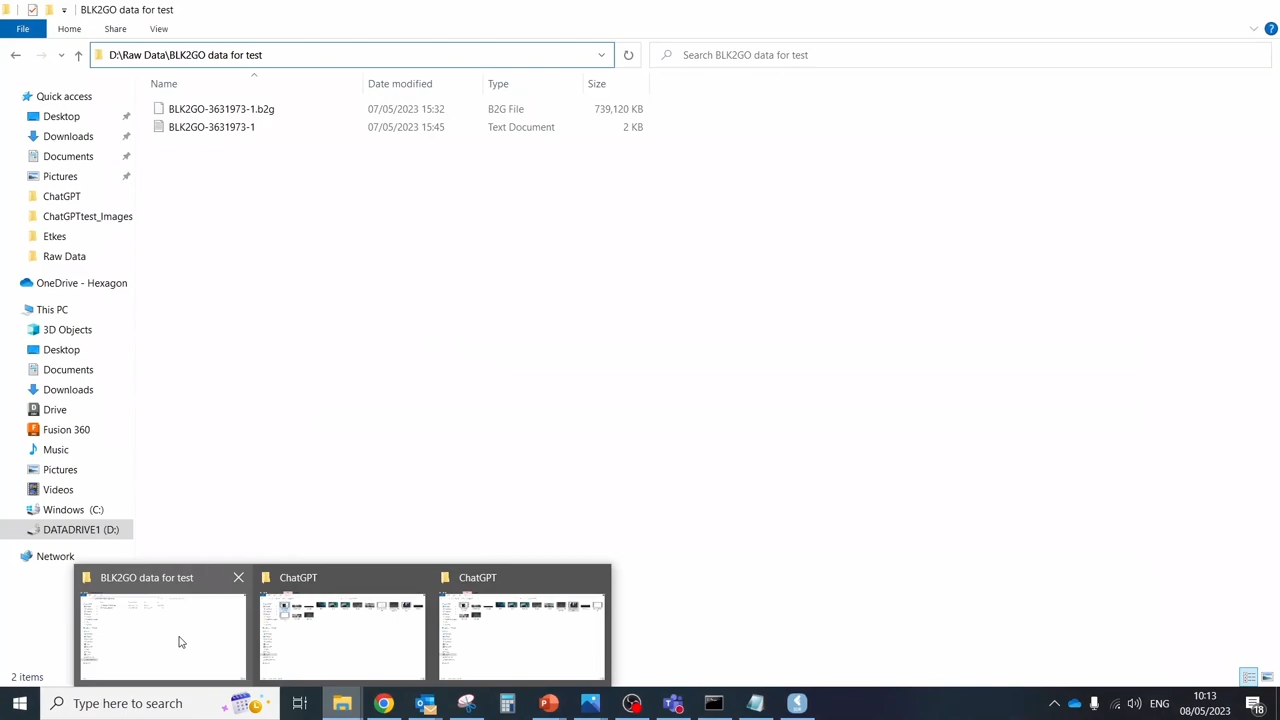 BLK2GO data for test
File Home Share View
D:\Raw Data\BLK2GO data for test
Search BLK2GO data for test
Name Date modified Type Size
BLK2GO-3631973-1.b2g 07/05/2023 15:32 B2G File 739,120 KB
BLK2GO-3631973-1 07/05/2023 15:45 Text Document 2 KB
Quick access
Desktop
Downloads
Documents
Pictures
ChatGPT
ChatGPTtest_Images
Etkes
Raw Data
OneDrive - Hexagon
This PC
3D Objects
Desktop
Documents
Downloads
Drive
Fusion 360
Music
Pictures
Videos
Windows (C:)
DATADRIVE1 (D:)
Network
BLK2GO data for test ChatGPT ChatGPT
2 items
Type here to search
ENG
10:13
08/05/2023
18